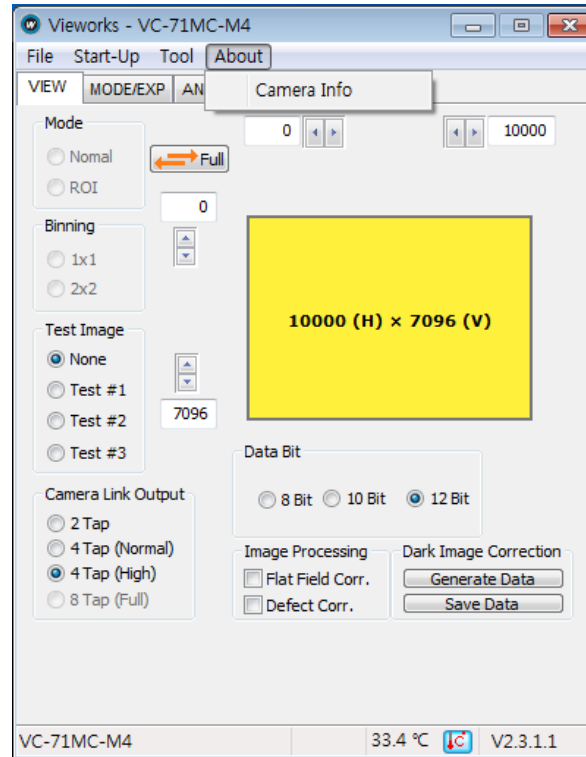 Vieworks - VC-71MC-M4
File Start-Up Tool About
Camera Info
VIEW MODE/EXP AN
Mode
Nomal
ROI
Full
0
10000
0
Binning
1x1
2x2
10000 (H) × 7096 (V)
Test Image
None
Test #1
Test #2
Test #3
7096
Data Bit
8 Bit 10 Bit 12 Bit
Camera Link Output
2 Tap
4 Tap (Normal)
4 Tap (High)
8 Tap (Full)
Image Processing
Flat Field Corr.
Defect Corr.
Dark Image Correction
Generate Data
Save Data
VC-71MC-M4 33.4 ℃ C V2.3.1.1